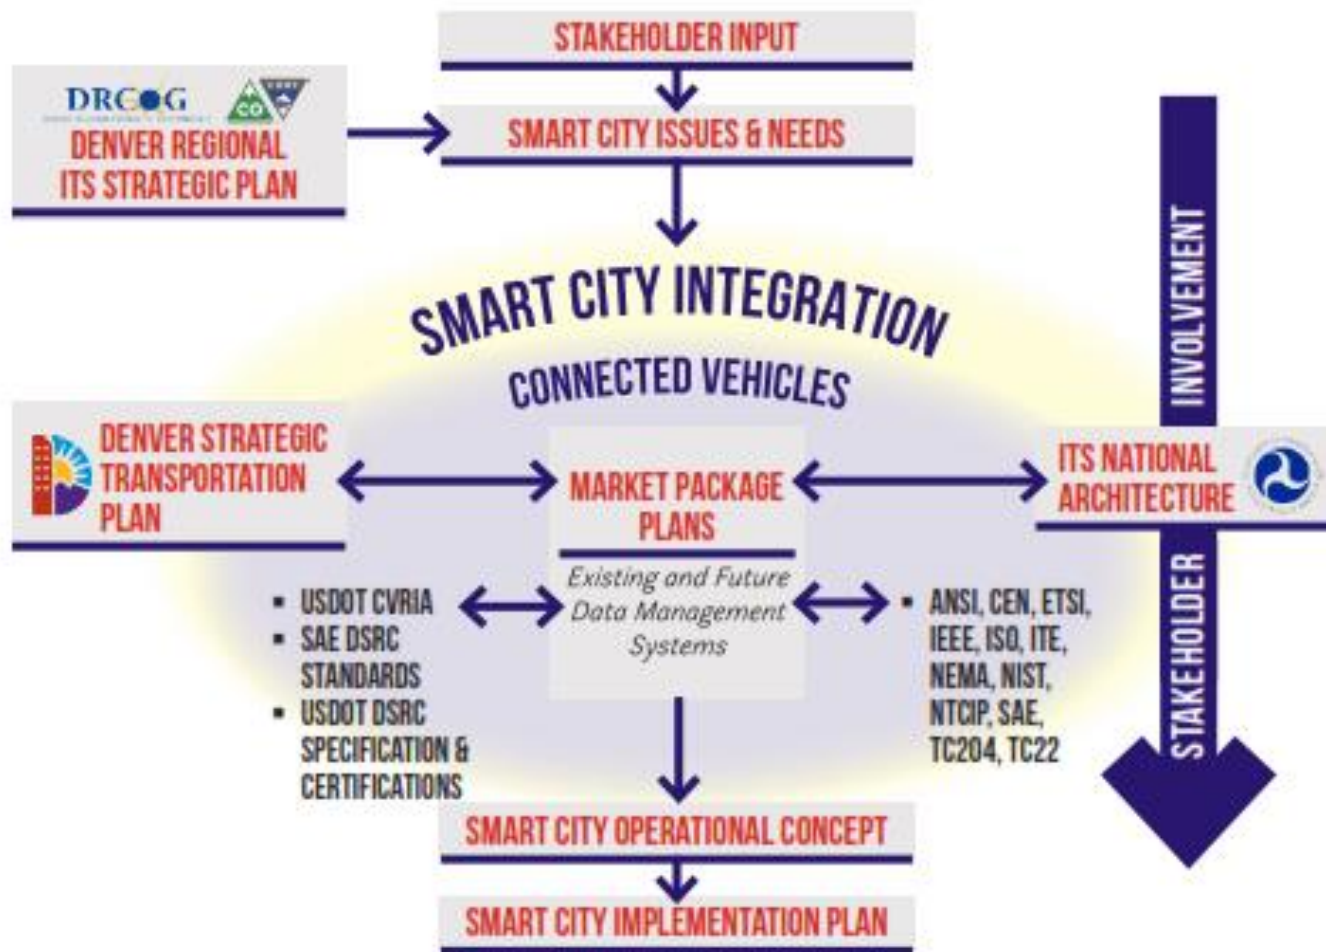 STAKEHOLDER INPUT
DRCOG
CO
DENVER REGIONAL
ITS STRATEGIC PLAN
SMART CITY ISSUES & NEEDS
SMART CITY INTEGRATION
CONNECTED VEHICLES
DENVER STRATEGIC
TRANSPORTATION
PLAN
MARKET PACKAGE
PLANS
Existing and Future
Data Management
Systems
ITS NATIONAL
ARCHITECTURE
▪ USDOT CVRIA
▪ SAE DSRC
STANDARDS
▪ USDOT DSRC
SPECIFICATION &
CERTIFICATIONS
▪ ANSI, CEN, ETSI,
IEEE, ISO, ITE,
NEMA, NIST,
NTCIP, SAE,
TC204, TC22
STAKEHOLDER INVOLVEMENT
SMART CITY OPERATIONAL CONCEPT
SMART CITY IMPLEMENTATION PLAN